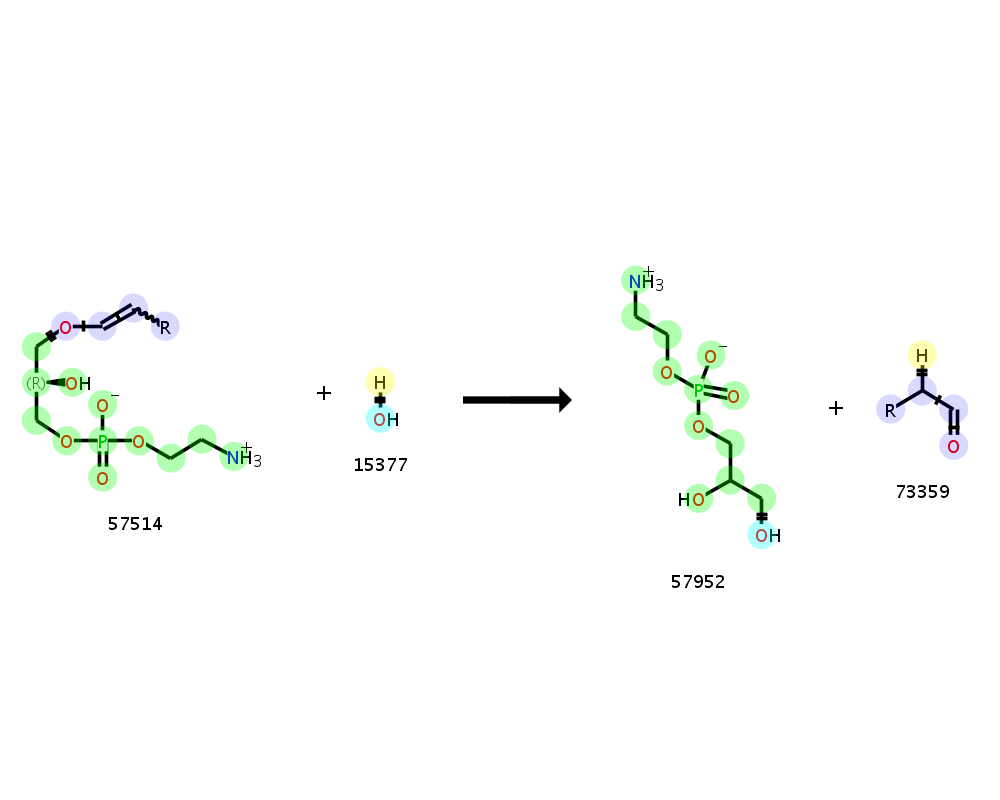 O R
(R) OH
O⁻
O P O
O NH₃⁺
57514
+
H
OH
15377
NH₃⁺
O O⁻
P O
O
HO
OH
57952
+
H
R
O
73359